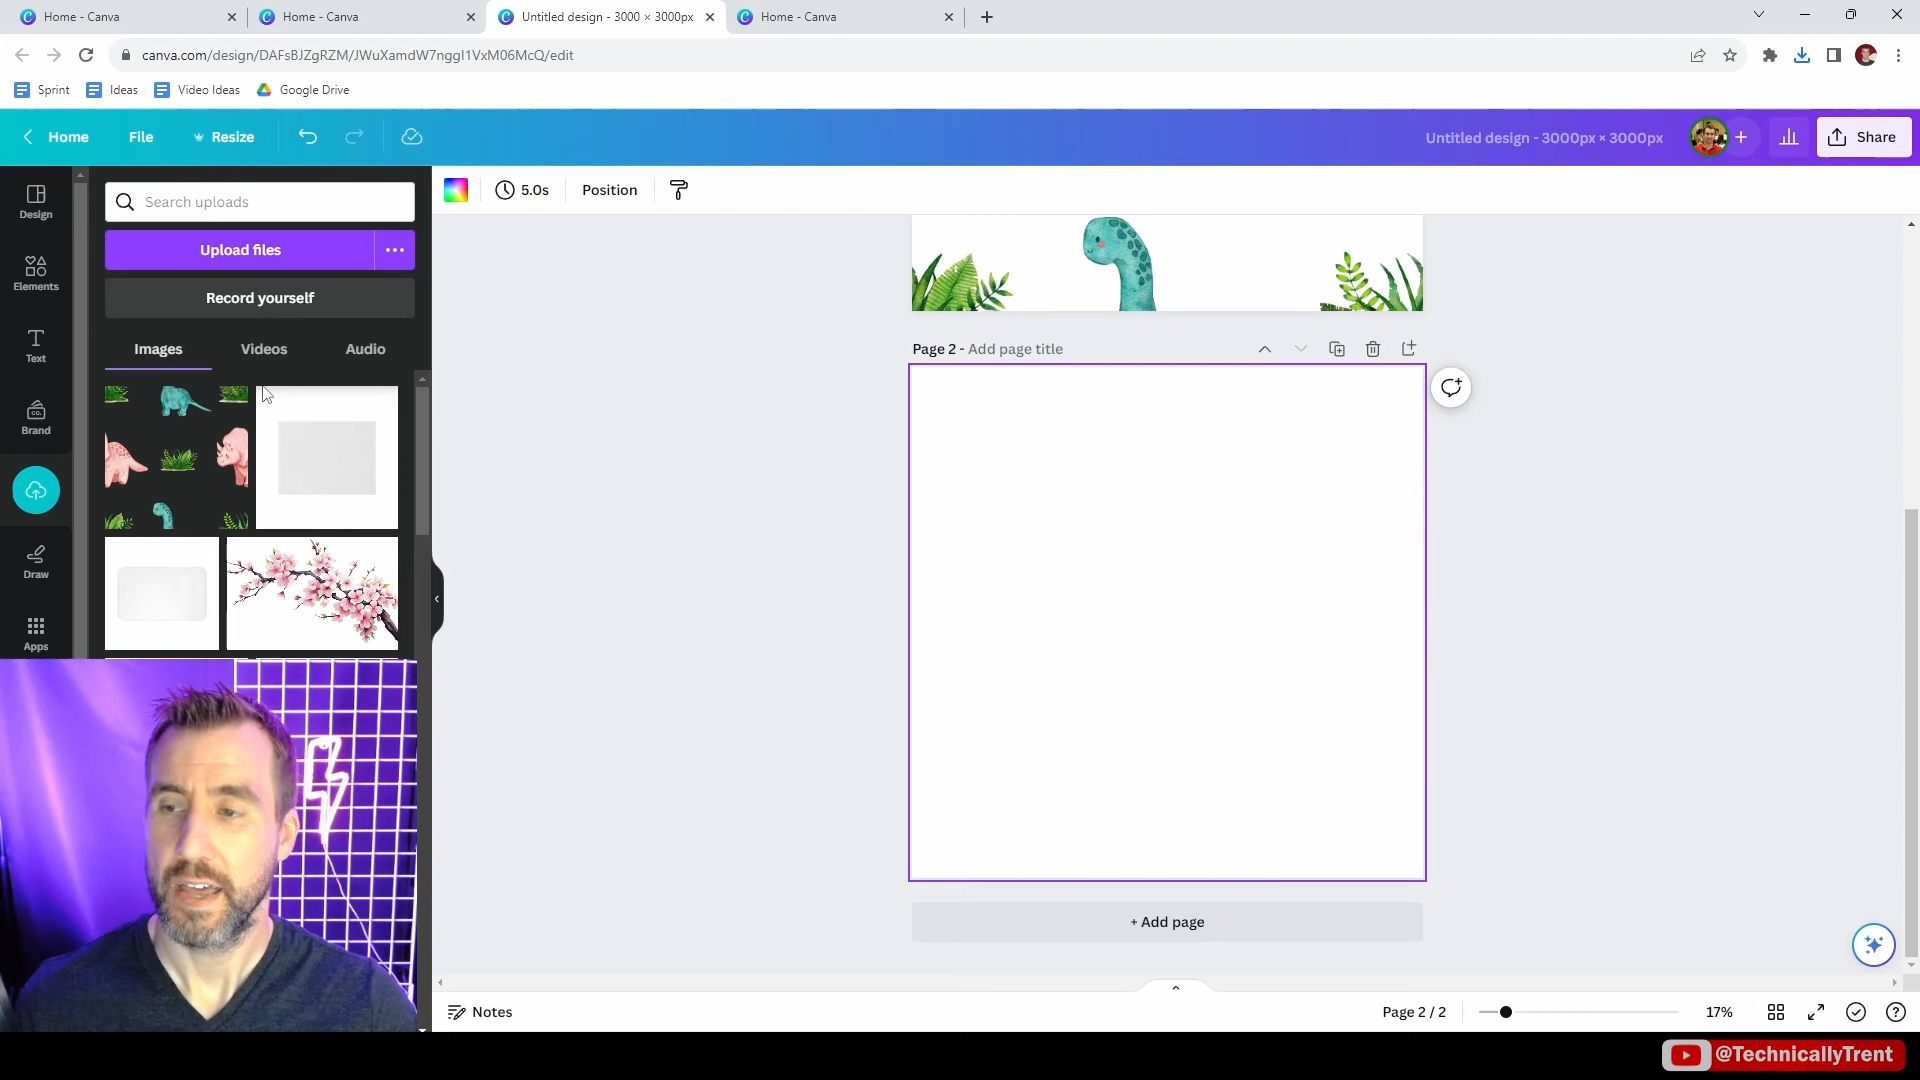 Home - Canva
Home - Canva
Untitled design - 3000 × 3000px
Home - Canva
canva.com/design/DAFsBJZgRZM/JWuXamdW7nggI1VxM06McQ/edit
Sprint
Ideas
Video Ideas
Google Drive
Home
File
Resize
Untitled design - 3000px × 3000px
Share
Design
Elements
Text
CO.
Brand
Draw
Apps
Search uploads
Upload files
Record yourself
Images
Videos
Audio
5.0s
Position
Page 2 - Add page title
+ Add page
Notes
Page 2 / 2
17%
@TechnicallyTrent